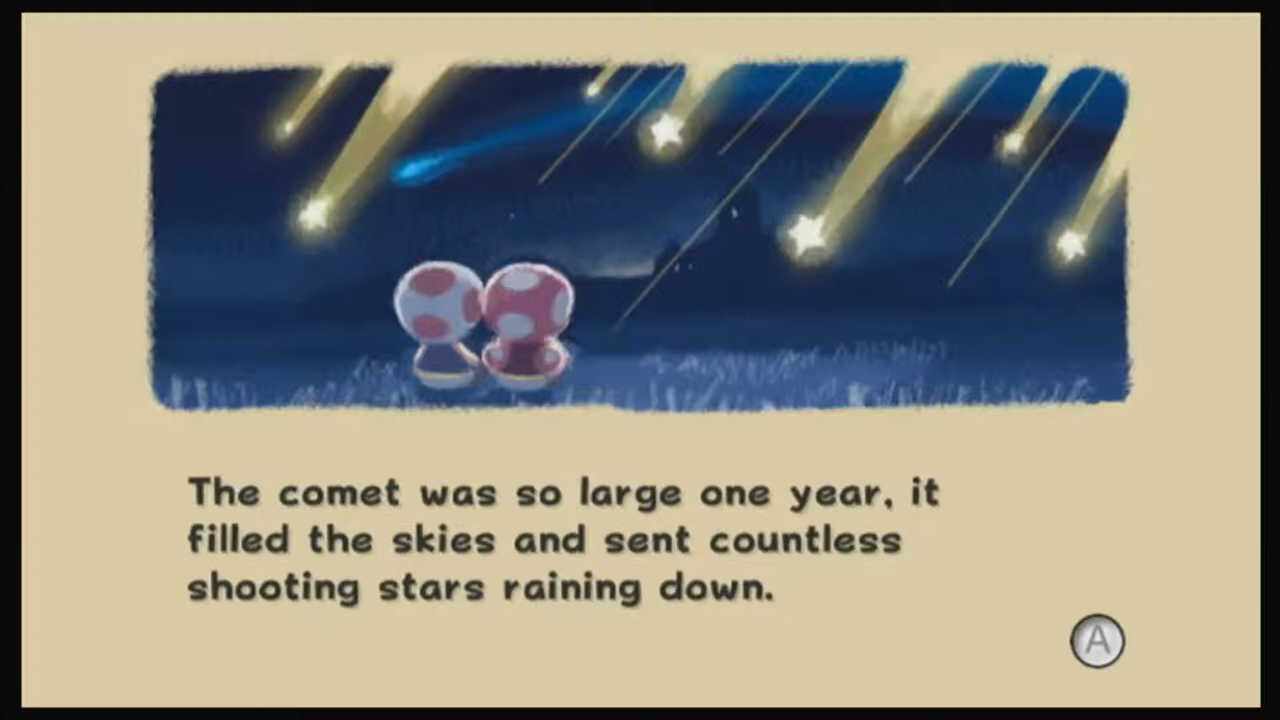 The comet was so large one year, it
filled the skies and sent countless
shooting stars raining down.
A